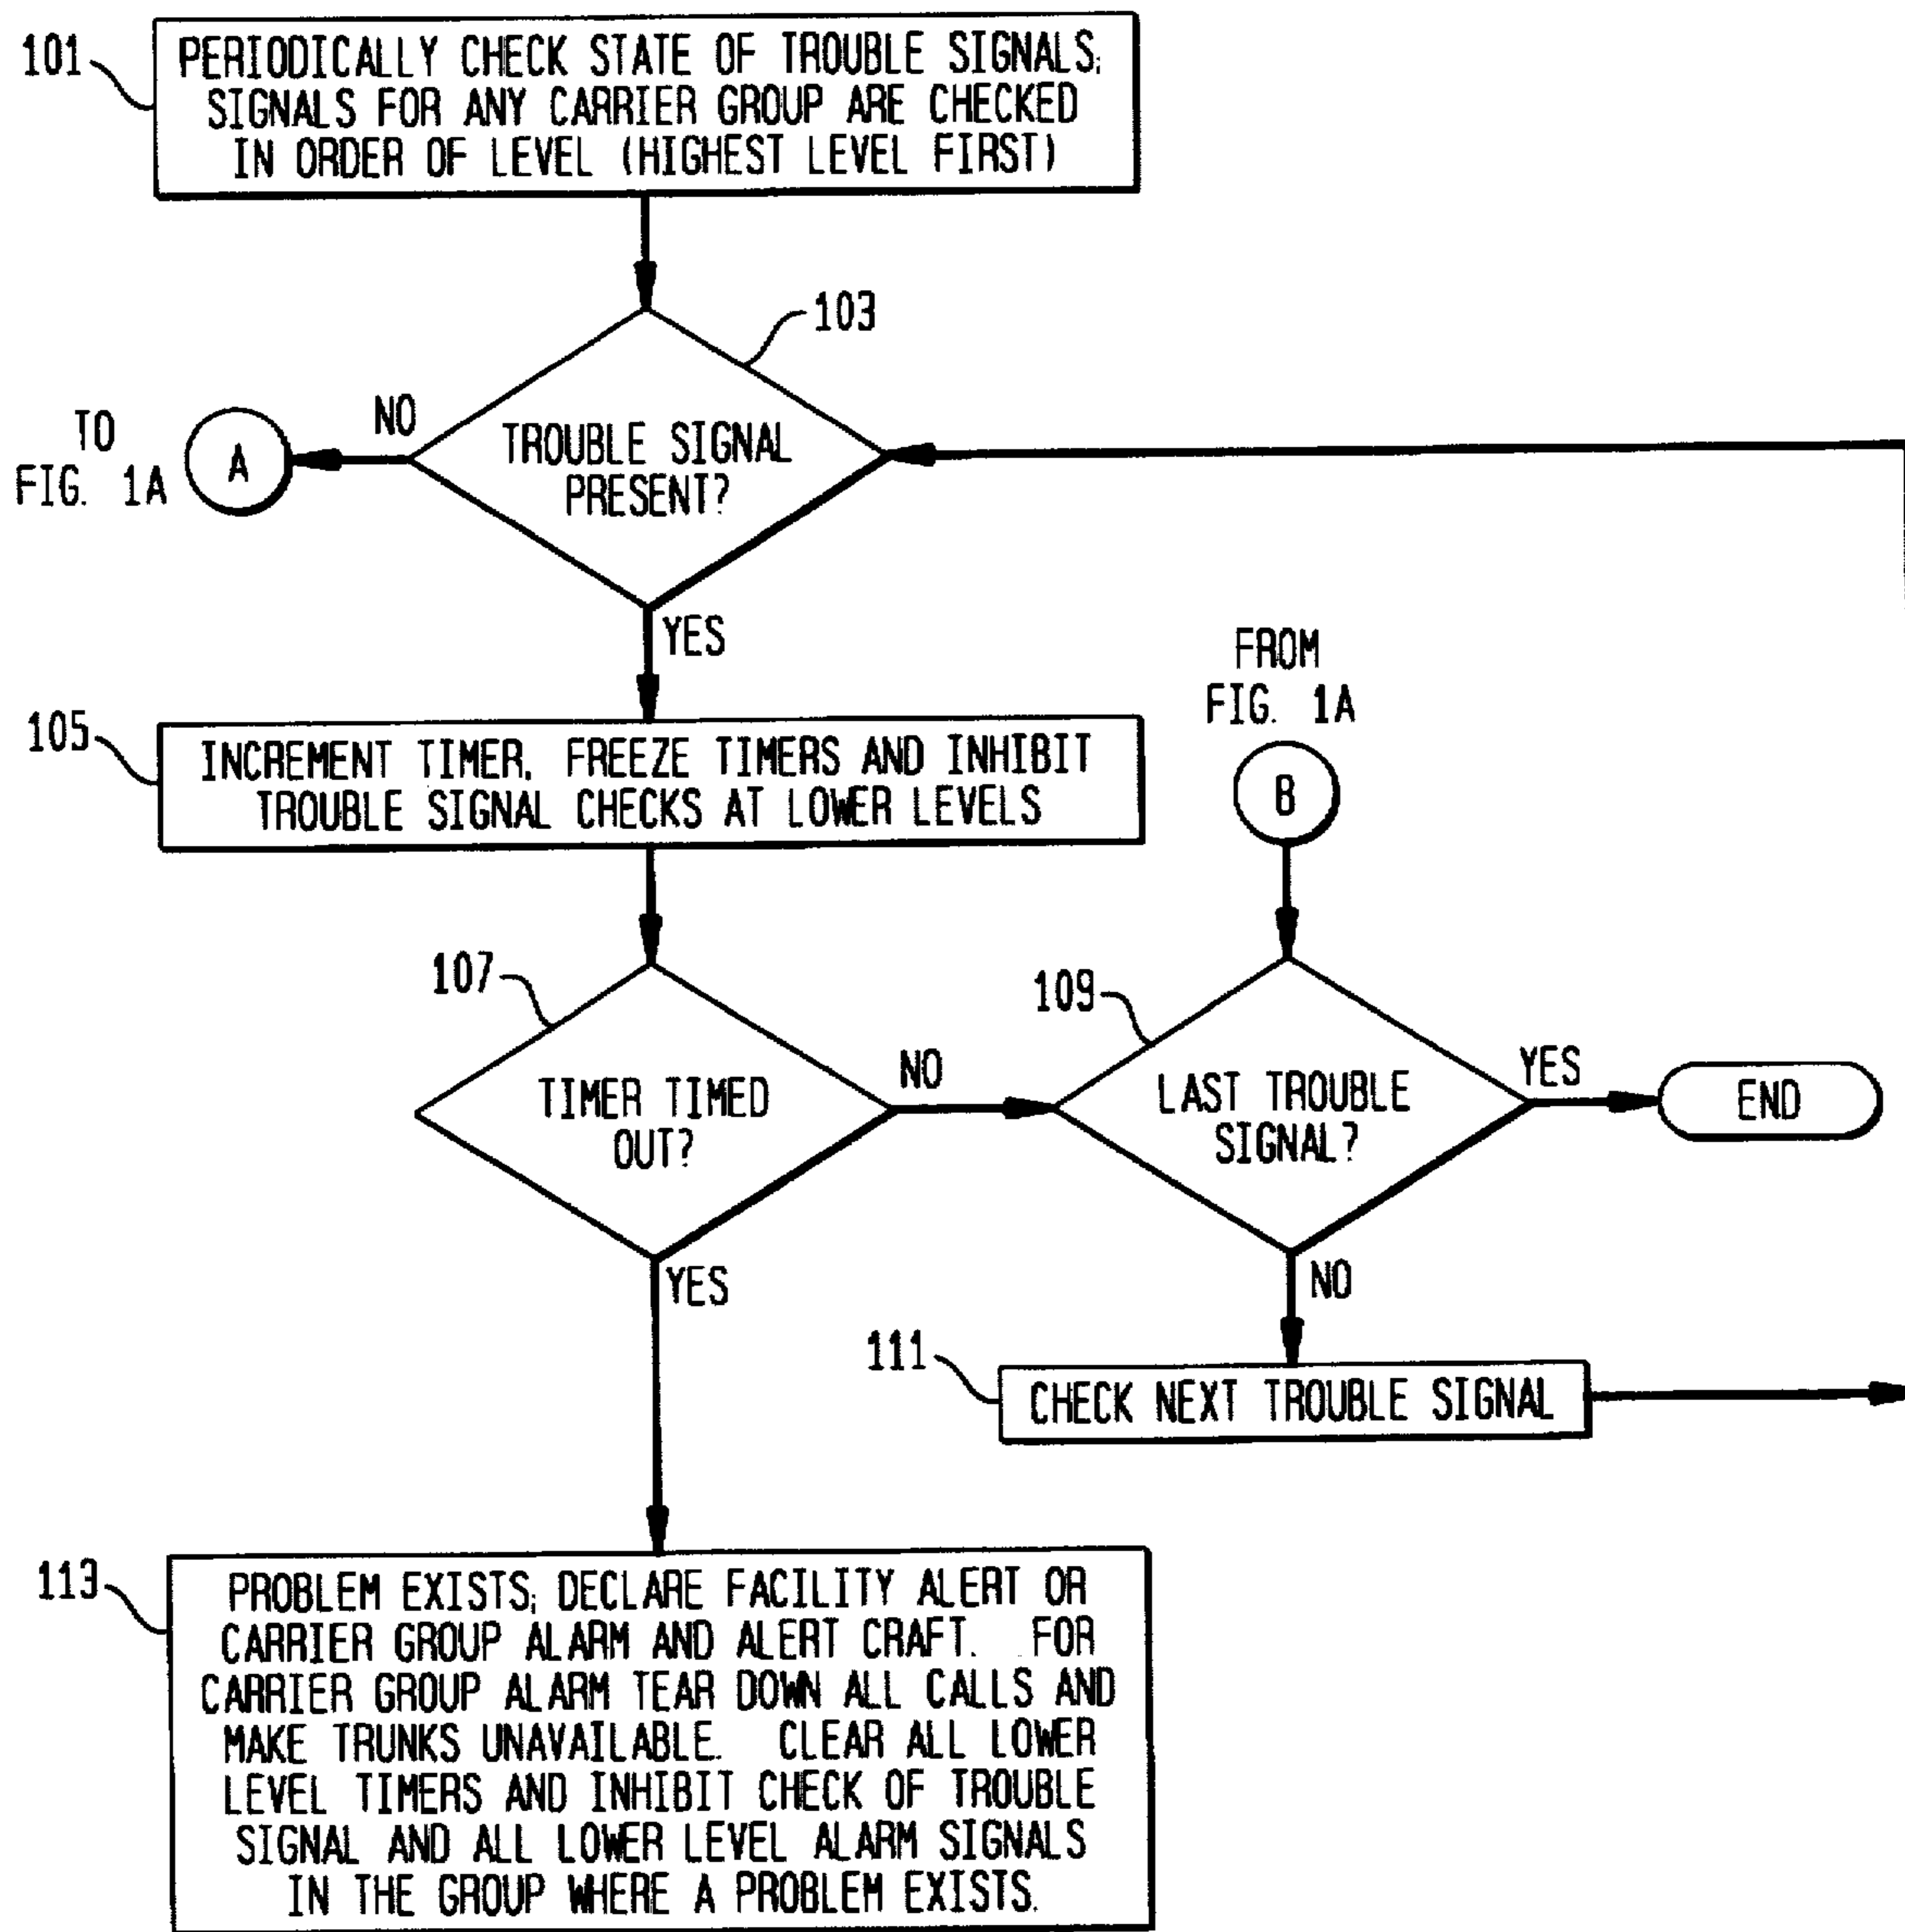 101
PERIODICALLY CHECK STATE OF TROUBLE SIGNALS;
SIGNALS FOR ANY CARRIER GROUP ARE CHECKED
IN ORDER OF LEVEL (HIGHEST LEVEL FIRST)
103
TO
FIG. 1A
A
NO
TROUBLE SIGNAL
PRESENT?
YES
105
INCREMENT TIMER. FREEZE TIMERS AND INHIBIT
TROUBLE SIGNAL CHECKS AT LOWER LEVELS
FROM
FIG. 1A
B
107
TIMER TIMED
OUT?
NO
YES
109
LAST TROUBLE
SIGNAL?
YES
END
NO
111
CHECK NEXT TROUBLE SIGNAL
113
PROBLEM EXISTS; DECLARE FACILITY ALERT OR
CARRIER GROUP ALARM AND ALERT CRAFT. FOR
CARRIER GROUP ALARM TEAR DOWN ALL CALLS AND
MAKE TRUNKS UNAVAILABLE. CLEAR ALL LOWER
LEVEL TIMERS AND INHIBIT CHECK OF TROUBLE
SIGNAL AND ALL LOWER LEVEL ALARM SIGNALS
IN THE GROUP WHERE A PROBLEM EXISTS.